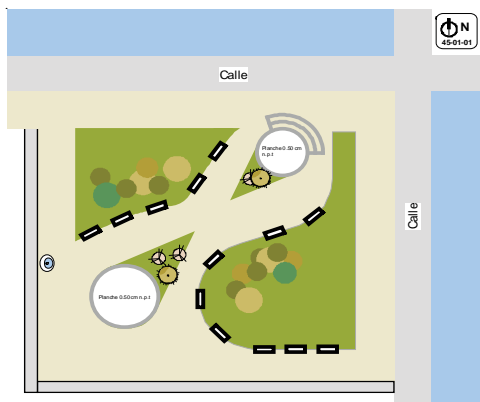 N
45-01-01
Calle
Planche 0.50 cm
n.p.t
Calle
Planche 0.50 cm n.p.t